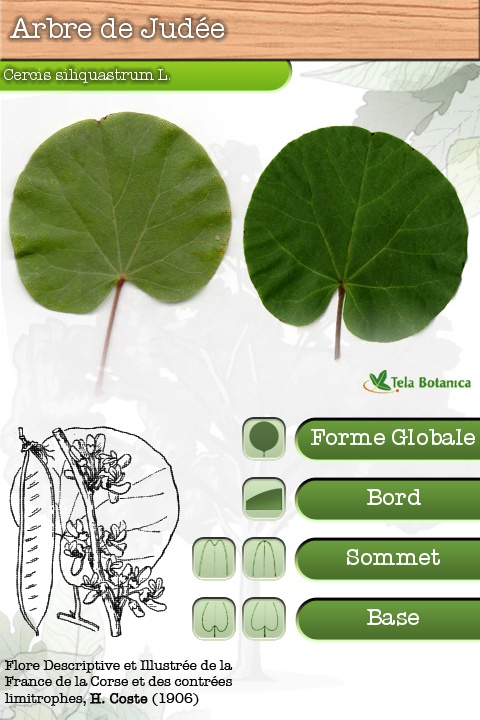 Arbre de Judée
Cercis siliquastrum L.
Tela Botanica
Forme Globale
Bord
Sommet
Base
Flore Descriptive et Illustrée de la
France de la Corse et des contrées
limitrophes, H. Coste (1906)